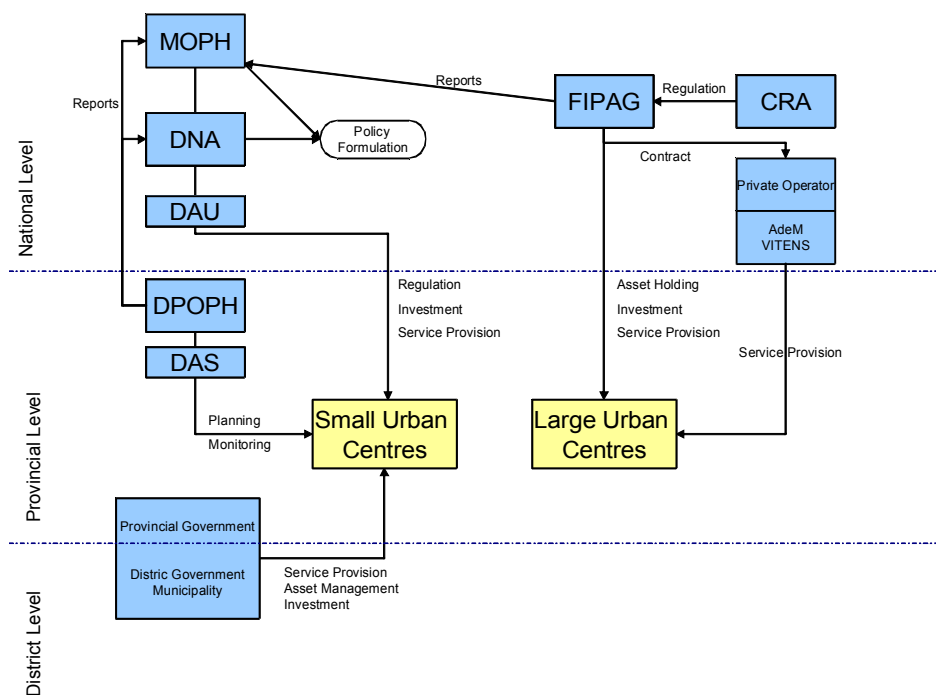 MOPH
Reports
Reports
FIPAG
Regulation
CRA
DNA
Policy
Formulation
Contract
Private Operator
National Level
DAU
AdeM
VITENS
Regulation
Investment
Service Provision
Asset Holding
Investment
Service Provision
DPOPH
DAS
Service Provision
Planning
Monitoring
Small Urban
Centres
Large Urban
Centres
Provincial Level
Provincial Government
Distric Government
Municipality
Service Provision
Asset Management
Investment
District Level